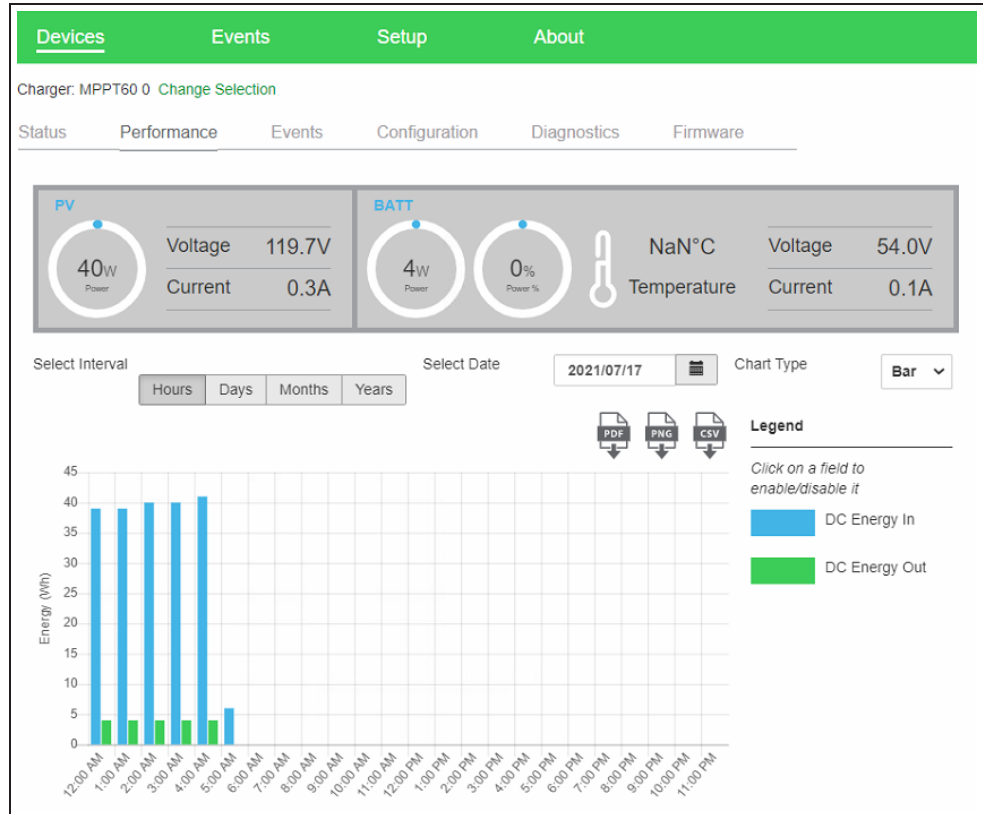 Devices Events Setup About
Charger: MPPT60 0 Change Selection
Status Performance Events Configuration Diagnostics Firmware
PV
40W
Power
Voltage 119.7V
Current 0.3A
BATT
4W
Power
0%
Power %
NaN°C
Temperature
Voltage 54.0V
Current 0.1A
Select Interval
Hours Days Months Years
Select Date
2021/07/17
Chart Type
Bar
PDF PNG CSV
Legend
Click on a field to
enable/disable it
DC Energy In
DC Energy Out
Energy (Wh)
45
40
35
30
25
20
15
10
5
0
12:00 AM
1:00 AM
2:00 AM
3:00 AM
4:00 AM
5:00 AM
6:00 AM
7:00 AM
8:00 AM
9:00 AM
10:00 AM
11:00 AM
12:00 PM
1:00 PM
2:00 PM
3:00 PM
4:00 PM
5:00 PM
6:00 PM
7:00 PM
8:00 PM
9:00 PM
10:00 PM
11:00 PM